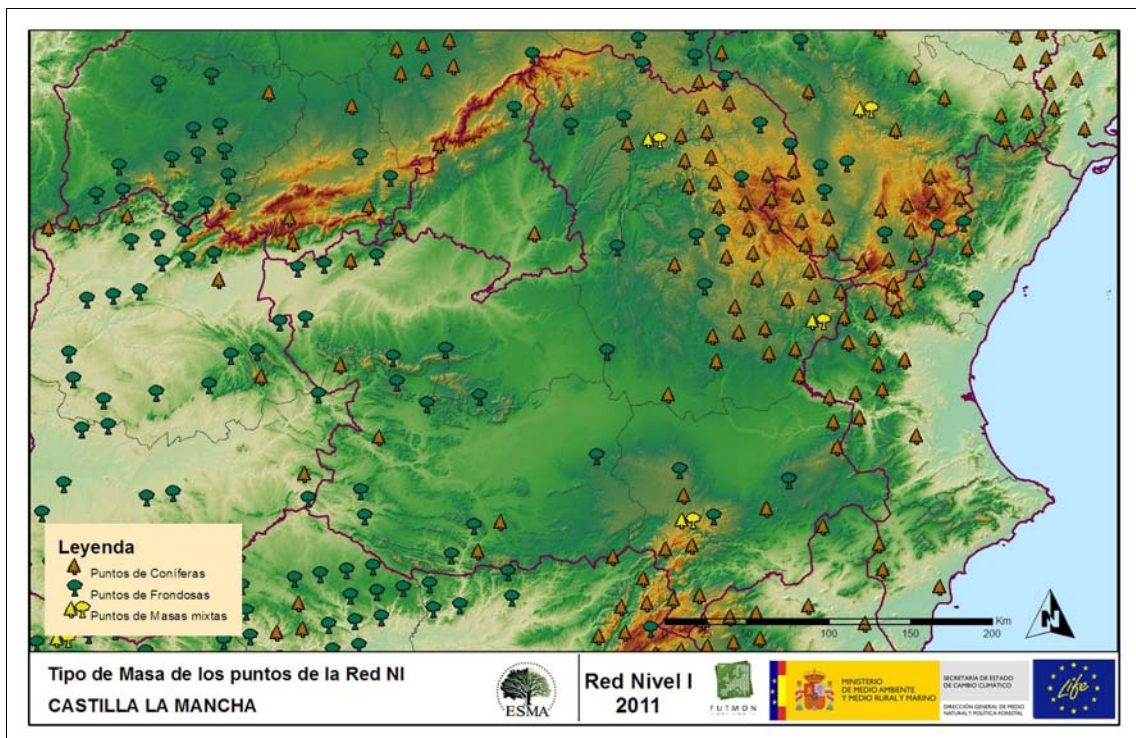 Leyenda
Puntos de Coníferas
Puntos de Frondosas
Puntos de Masas mixtas
25 50 100 150 200 Km
N
Tipo de Masa de los puntos de la Red NI
CASTILLA LA MANCHA
ESMA
Red Nivel I
2011
FUTMON
MINISTERIO
DE MEDIO AMBIENTE
Y MEDIO RURAL Y MARINO
SECRETARÍA DE ESTADO
DE CAMBIO CLIMÁTICO
DIRECCIÓN GENERAL DE MEDIO
NATURAL Y POLÍTICA FORESTAL
Life